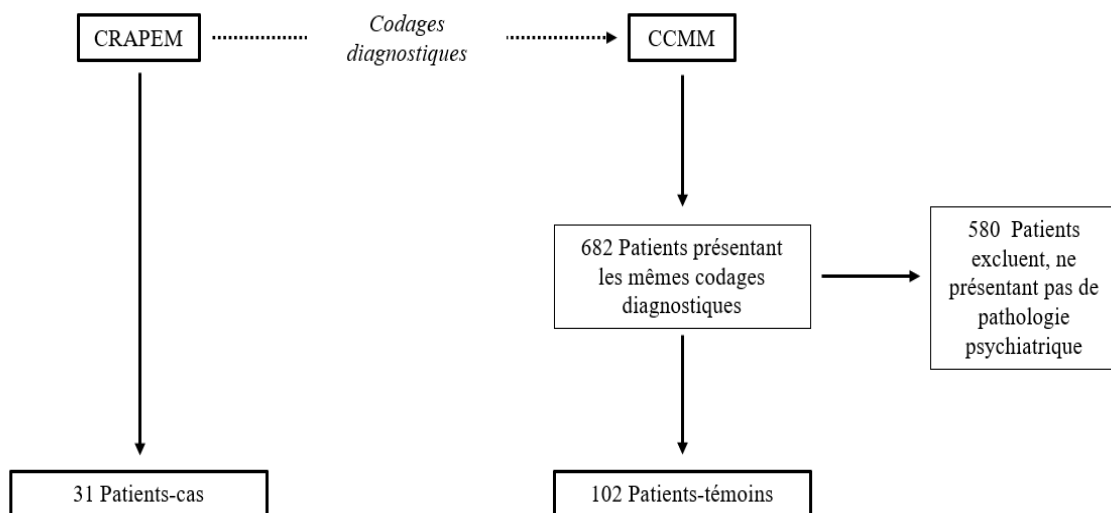 CRAPEM
Codages
diagnostiques
CCMM
682 Patients présentant
les mêmes codages
diagnostiques
580 Patients
excluent, ne
présentant pas de
pathologie
psychiatrique
31 Patients-cas
102 Patients-témoins